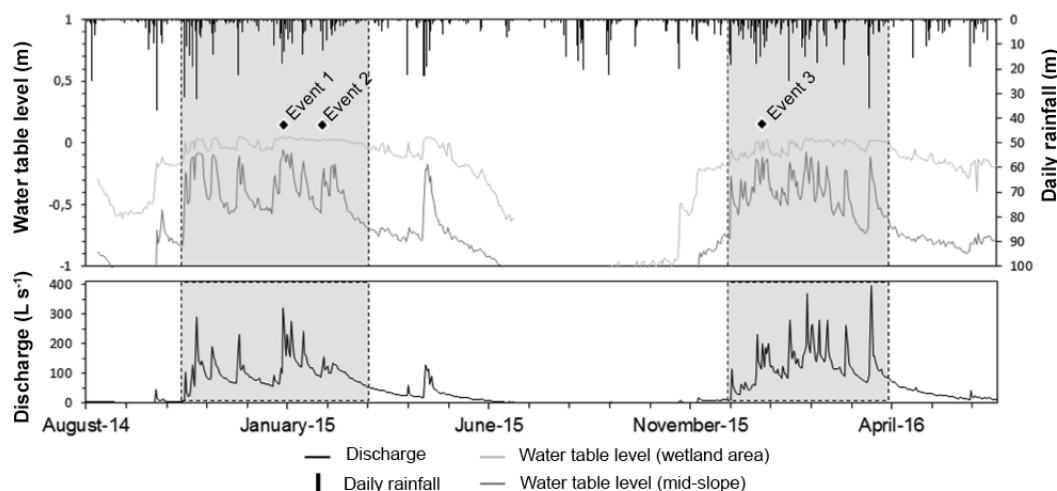 Water table level (m)
1
0,5
0
-0,5
-1
Event 1
Event 2
Event 3
0
10
20
30
40
50
60
70
80
90
100
Daily rainfall (m)
Discharge (L s-1)
400
300
200
100
0
August-14 January-15 June-15 November-15 April-16
Discharge Water table level (wetland area)
Daily rainfall Water table level (mid-slope)